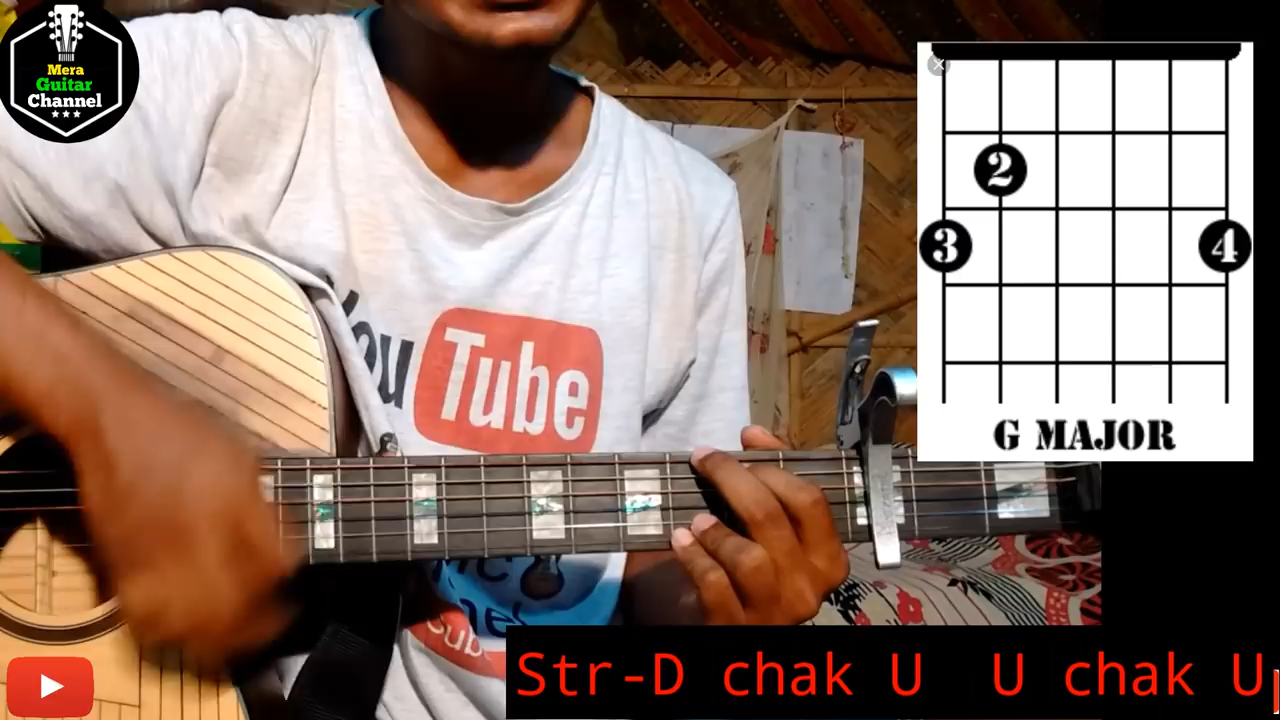 Mera
Guitar
Channel
2
3
4
G MAJOR
You Tube
Str-D chak U  U chak U